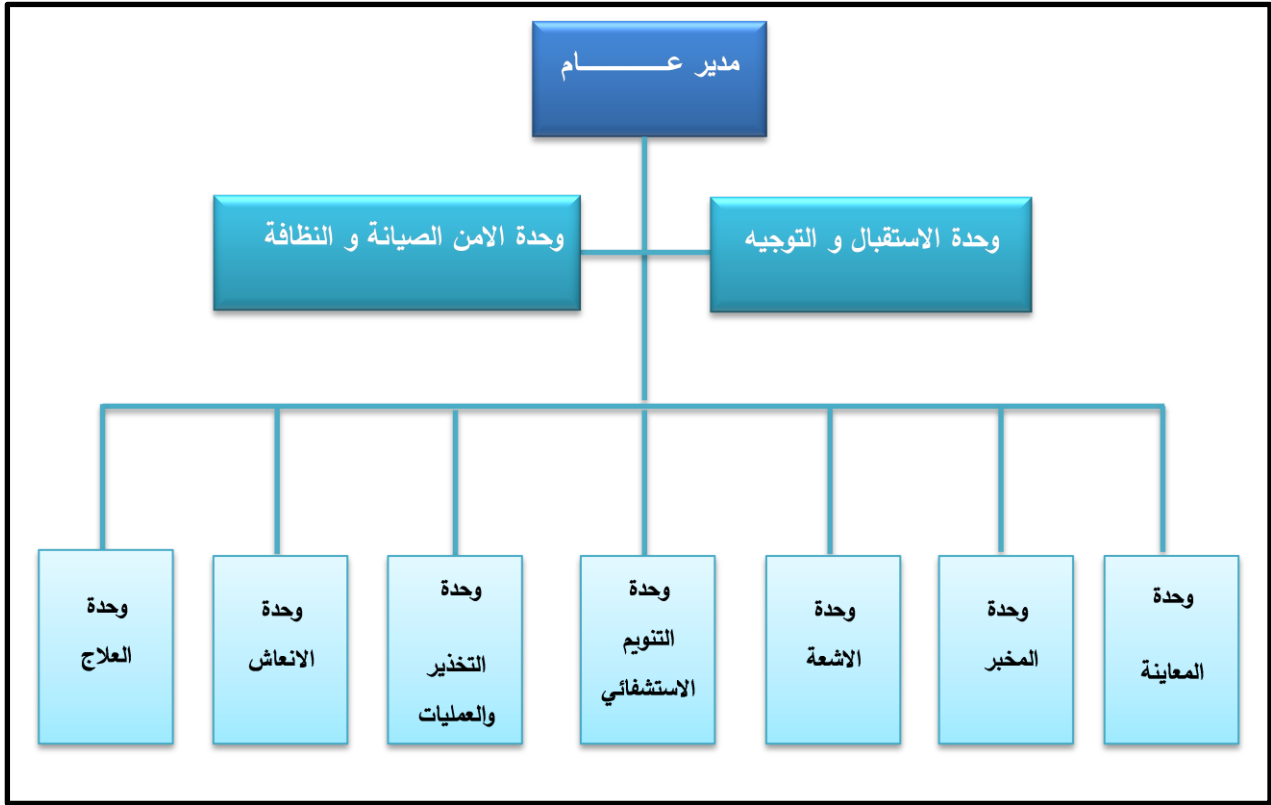 مدير عـــــــــام
وحدة الاستقبال و التوجيه
وحدة الامن الصيانة و النظافة
وحدة
المعاينة
وحدة
المخبر
وحدة
الاشعة
وحدة
التنويم
الاستشفائي
وحدة
التخذير
والعمليات
وحدة
الانعاش
وحدة
العلاج